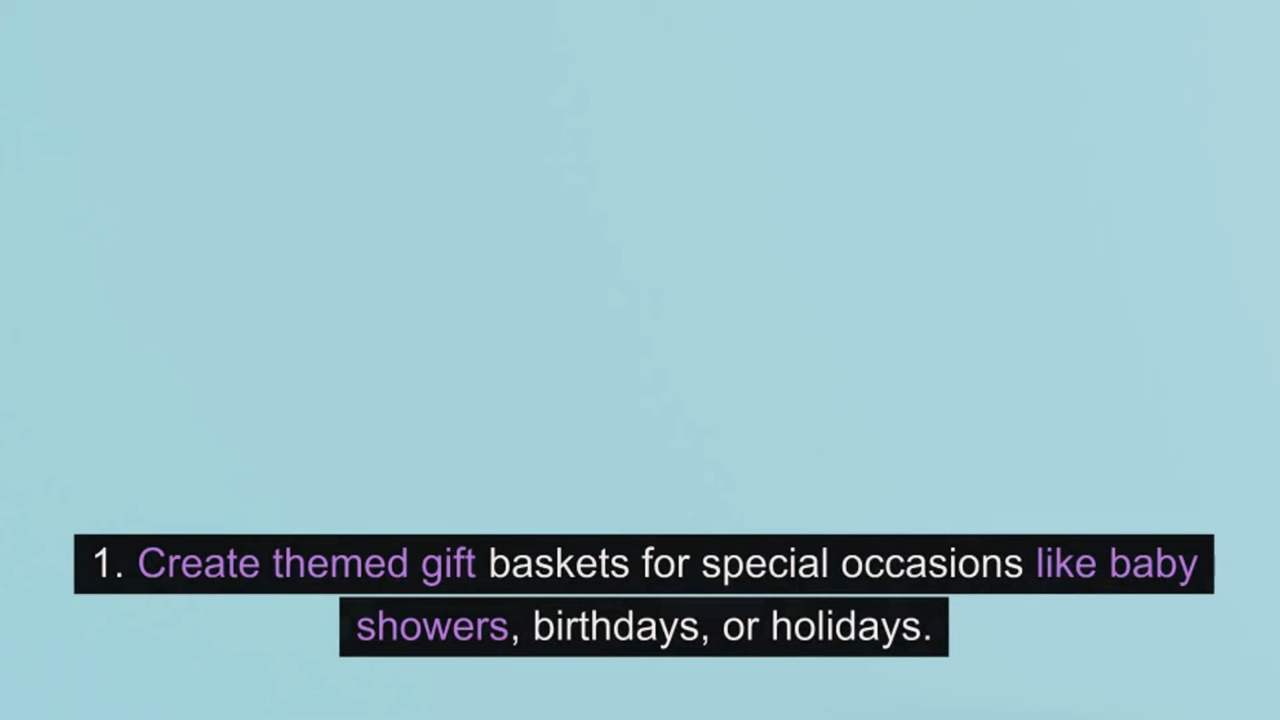 1. Create themed gift baskets for special occasions like baby
showers, birthdays, or holidays.